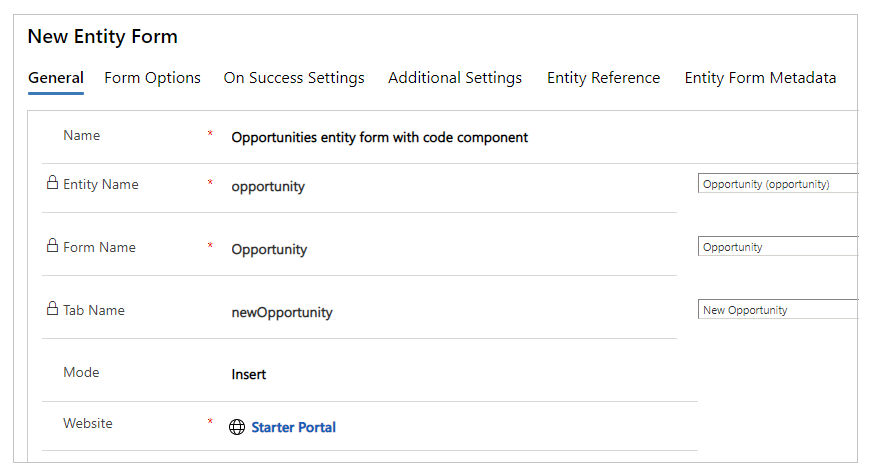 New Entity Form
General Form Options On Success Settings Additional Settings Entity Reference Entity Form Metadata
Name * Opportunities entity form with code component
Entity Name * opportunity Opportunity (opportunity)
Form Name * Opportunity Opportunity
Tab Name newOpportunity New Opportunity
Mode Insert
Website * Starter Portal